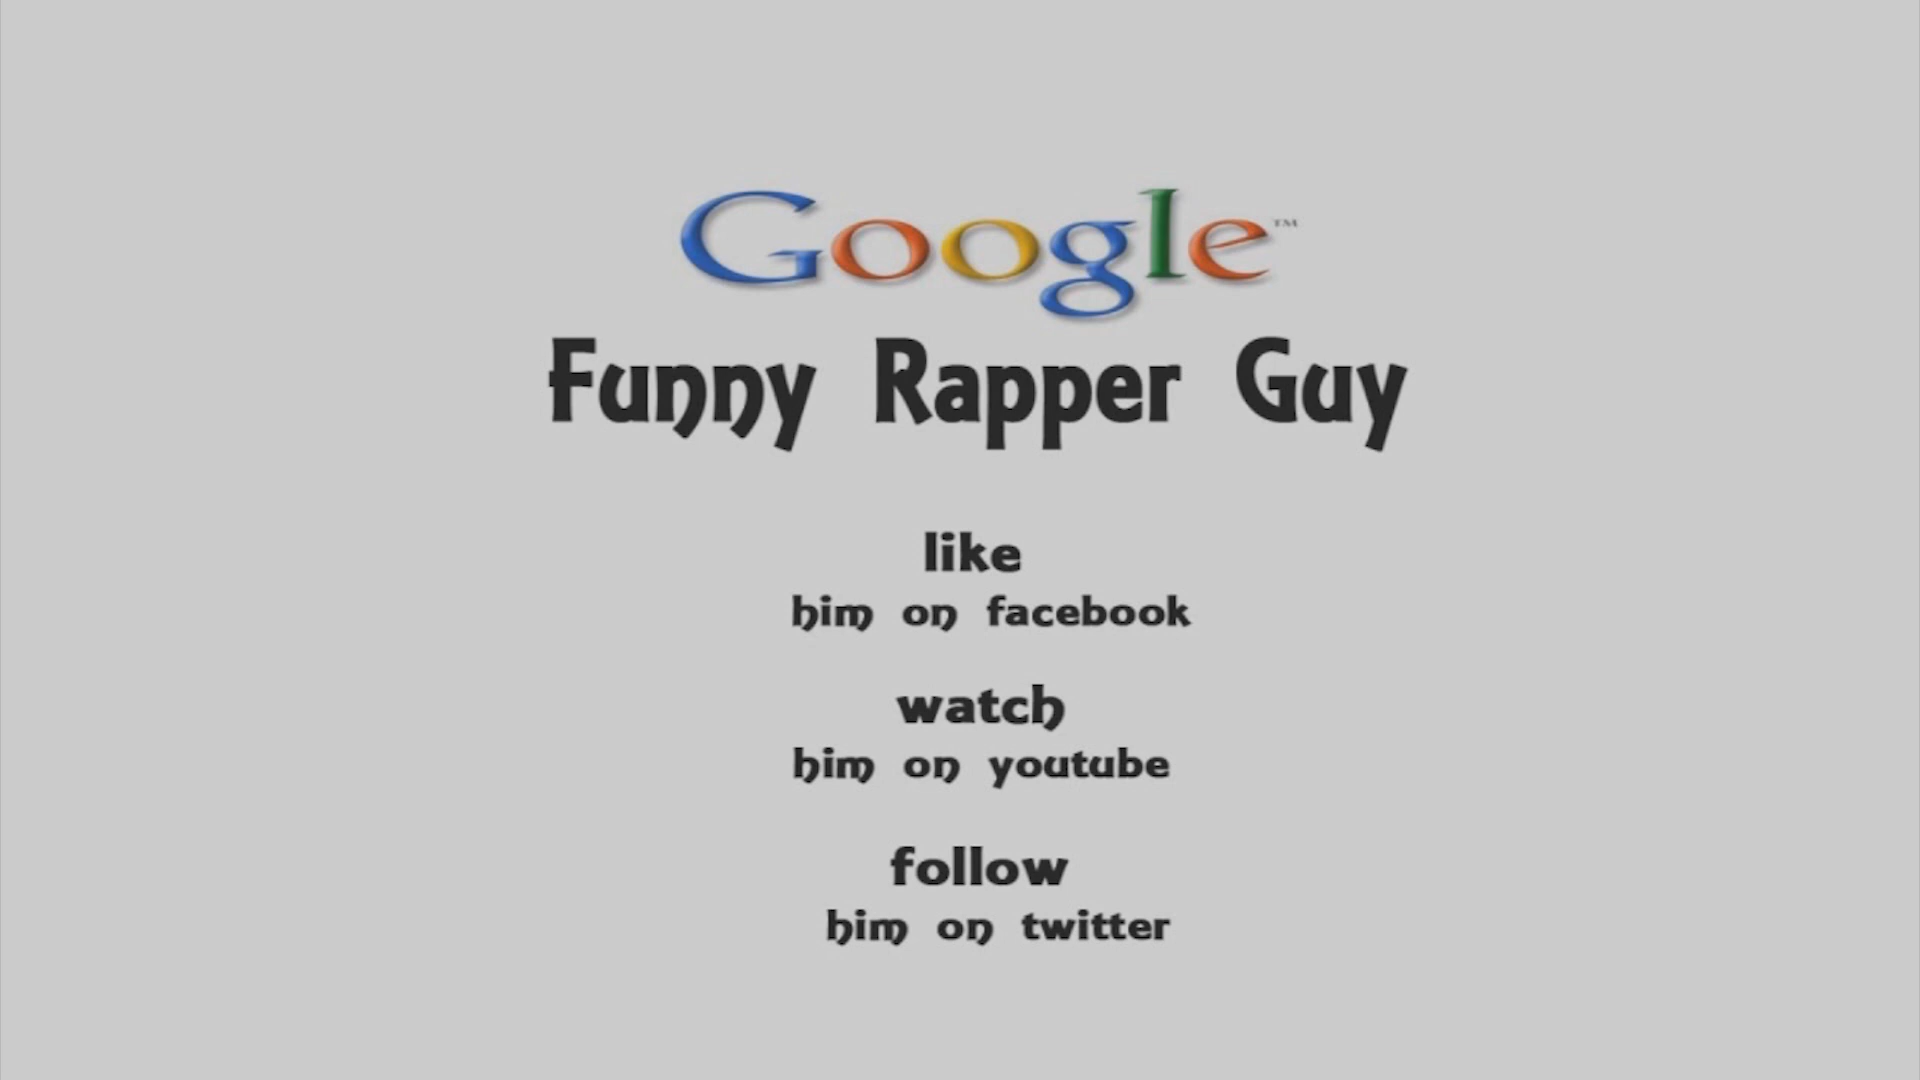 Google™
Funny Rapper Guy
like
him on facebook
watch
him on youtube
follow
him on twitter